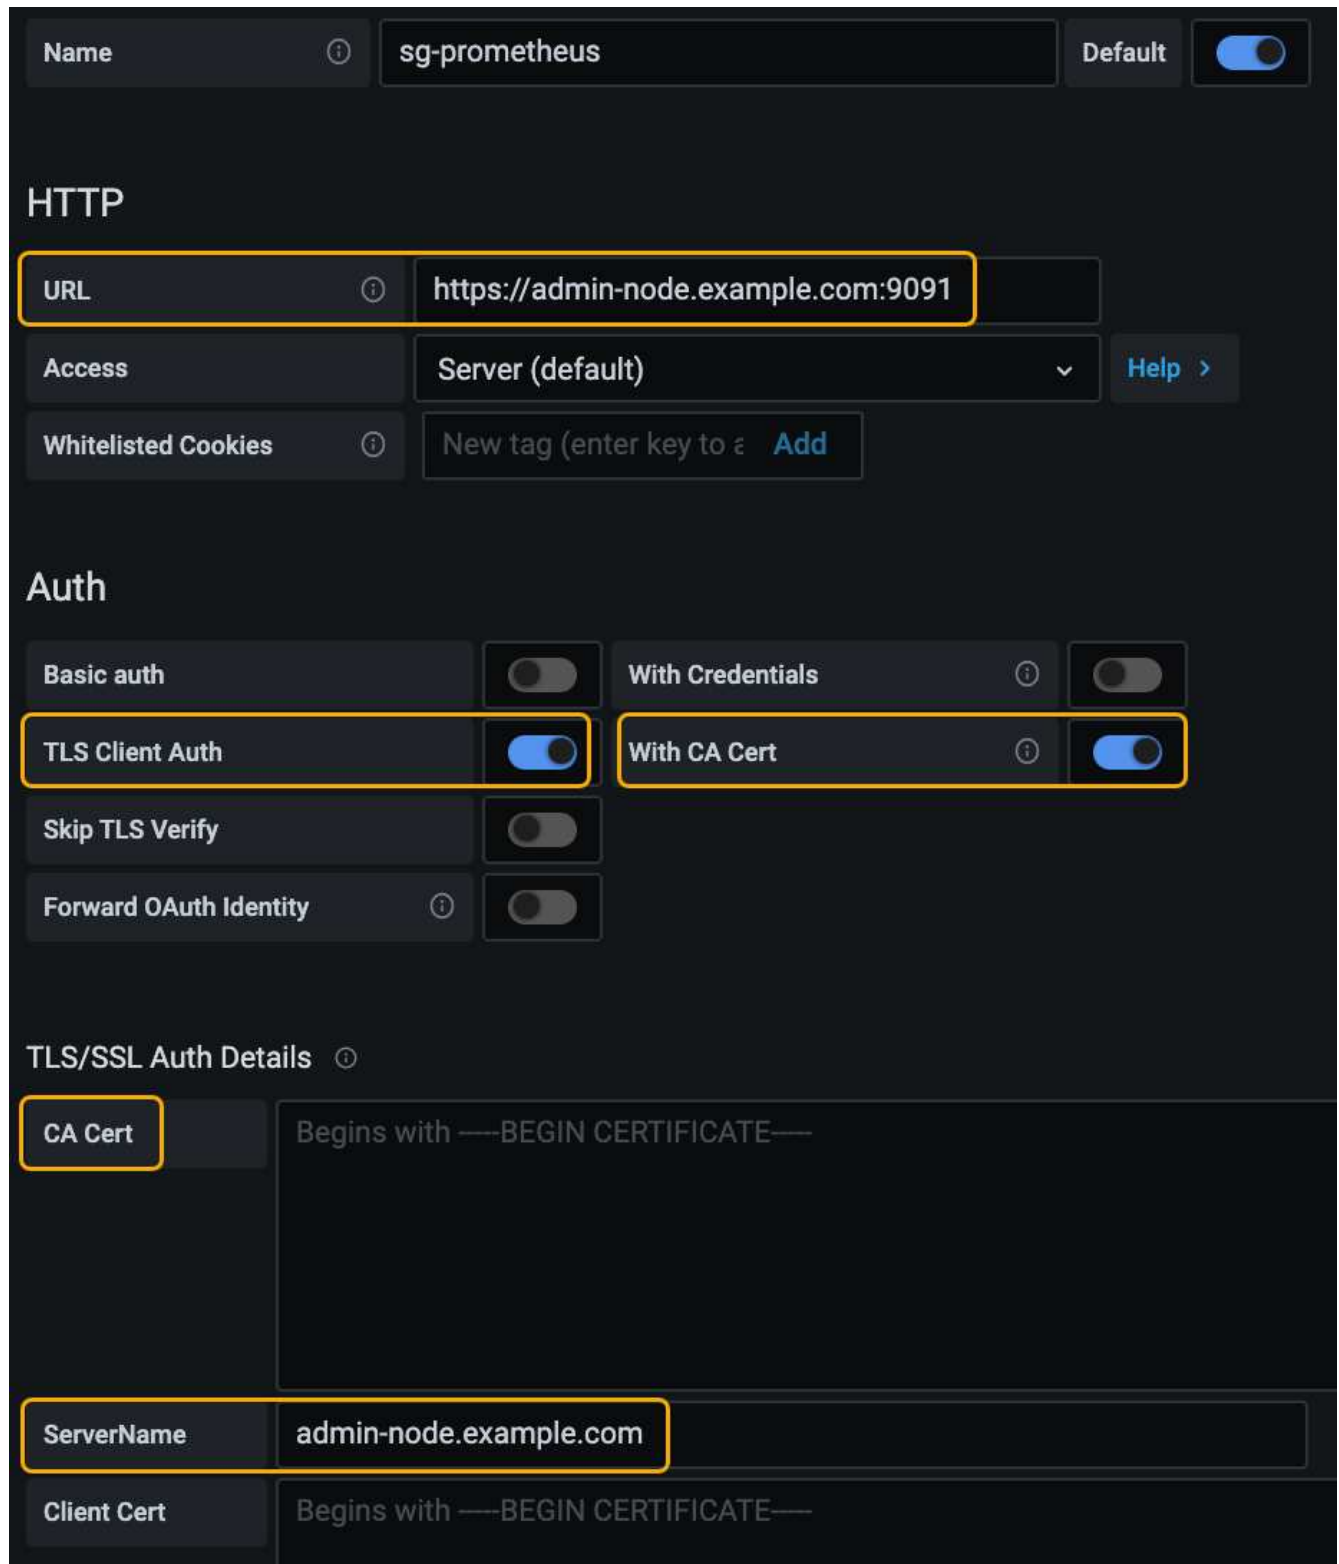 Name sg-prometheus Default
HTTP
URL https://admin-node.example.com:9091
Access Server (default) Help >
Whitelisted Cookies New tag (enter key to a Add
Auth
Basic auth With Credentials
TLS Client Auth With CA Cert
Skip TLS Verify
Forward OAuth Identity
TLS/SSL Auth Details
CA Cert Begins with -----BEGIN CERTIFICATE-----
ServerName admin-node.example.com
Client Cert Begins with -----BEGIN CERTIFICATE-----